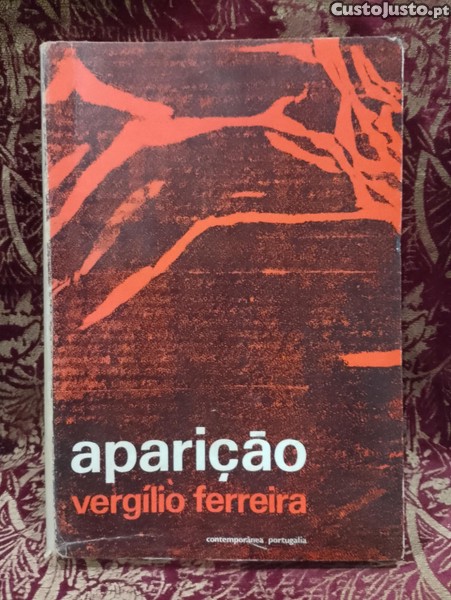 CustoJusto.pt
aparição
vergílio ferreira
contemporânea portugália